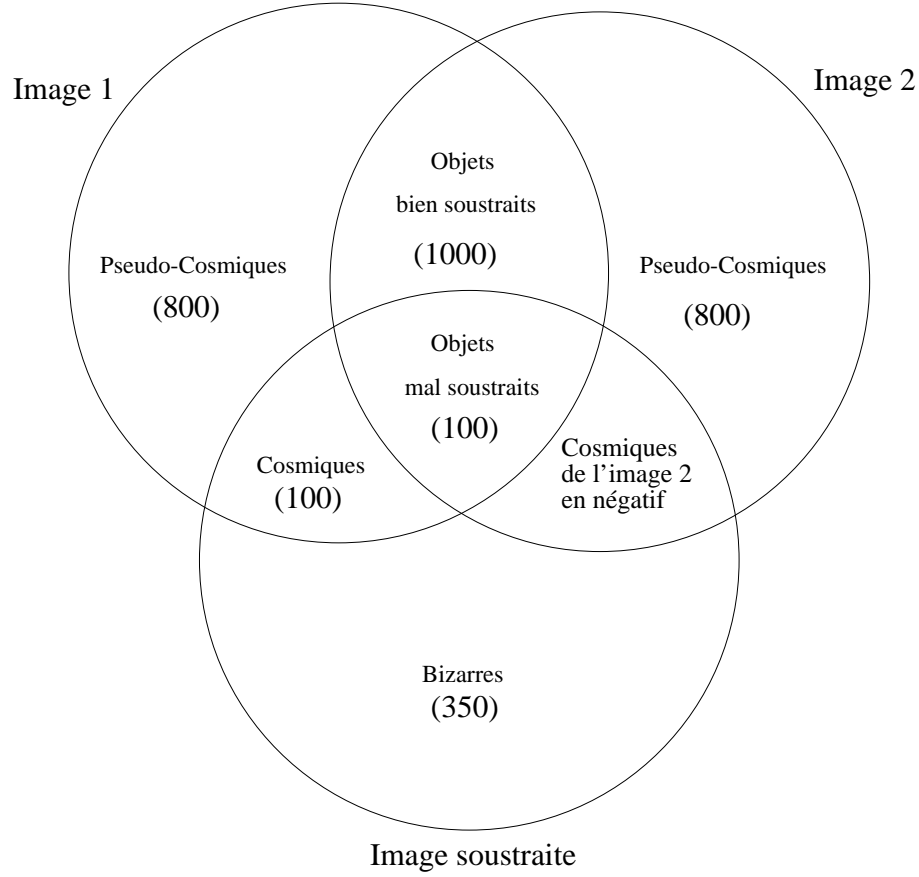 Image 1
Image 2
Objets
bien soustraits
(1000)
Pseudo-Cosmiques
(800)
Pseudo-Cosmiques
(800)
Objets
mal soustraits
(100)
Cosmiques
(100)
Cosmiques
de l'image 2
en négatif
Bizarres
(350)
Image soustraite